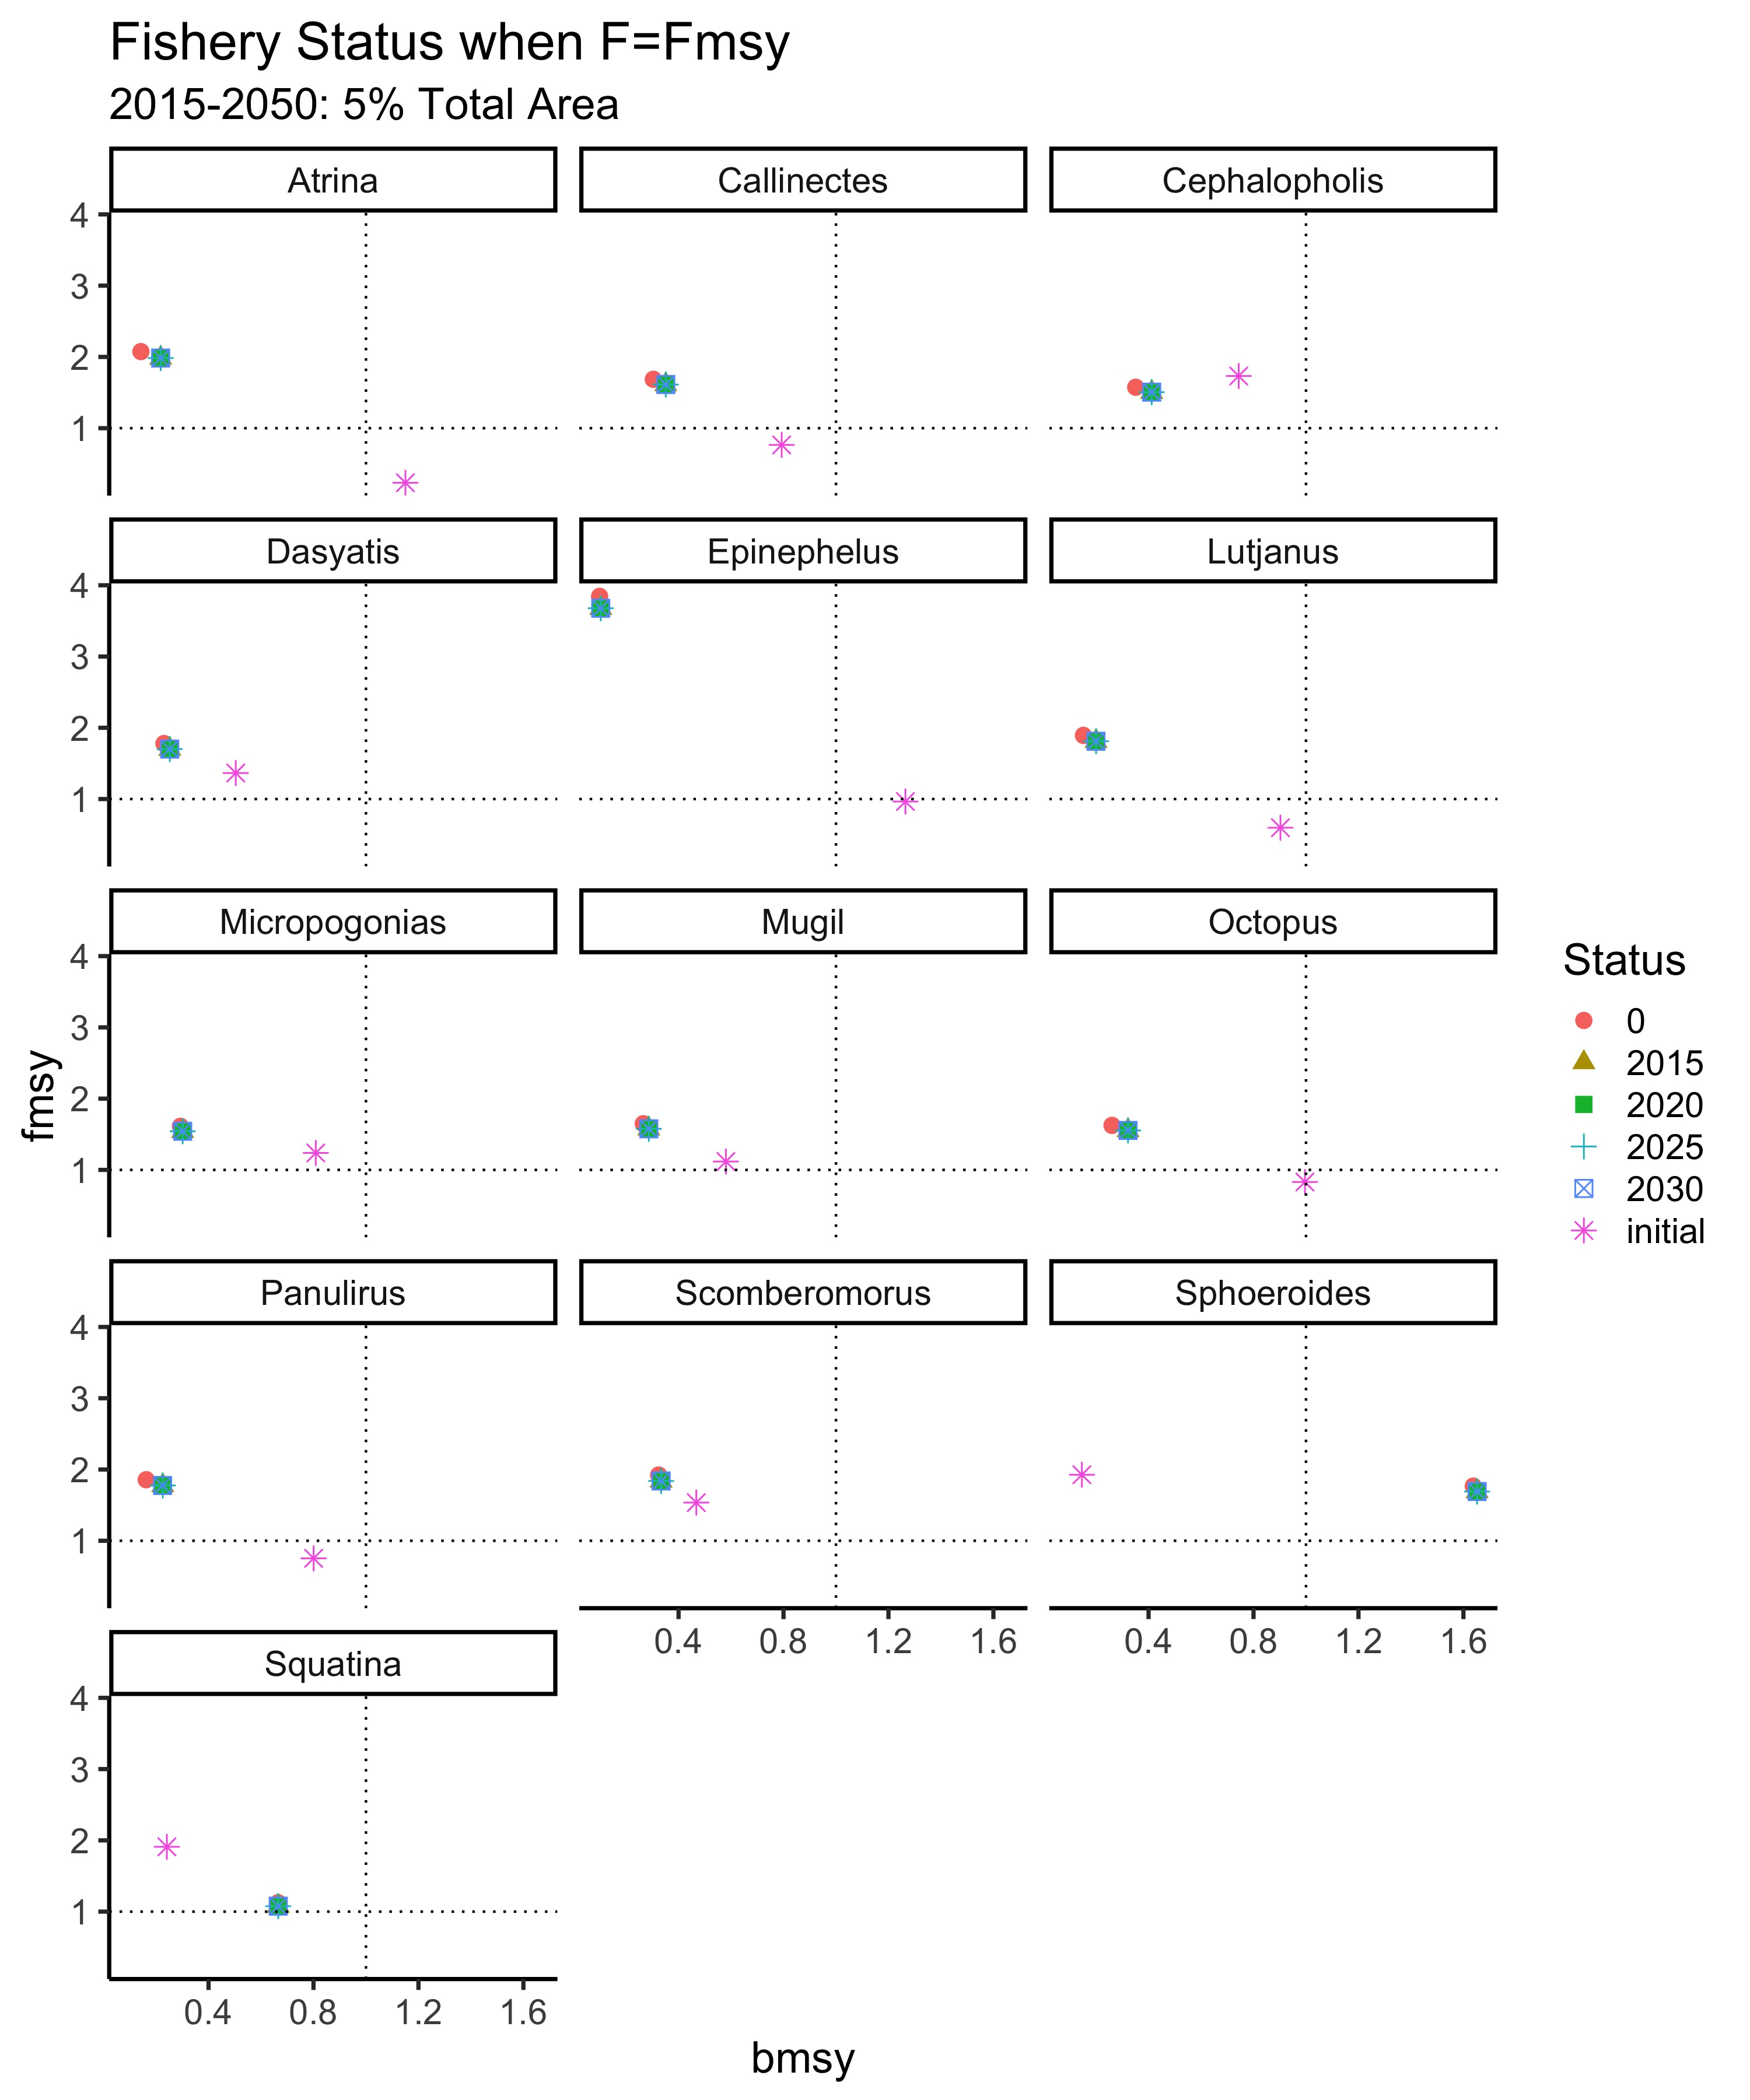 Fishery Status when F=Fmsy
2015-2050: 5% Total Area
Atrina
Callinectes
Cephalopholis
4
3
2
1
Dasyatis
Epinephelus
Lutjanus
4
3
2
1
Micropogonias
Mugil
Octopus
4
3
2
1
Panulirus
Scomberomorus
Sphoeroides
4
3
2
1
0.4 0.8 1.2 1.6
0.4 0.8 1.2 1.6
Squatina
4
3
2
1
0.4 0.8 1.2 1.6
bmsy
fmsy
Status
0
2015
2020
2025
2030
initial